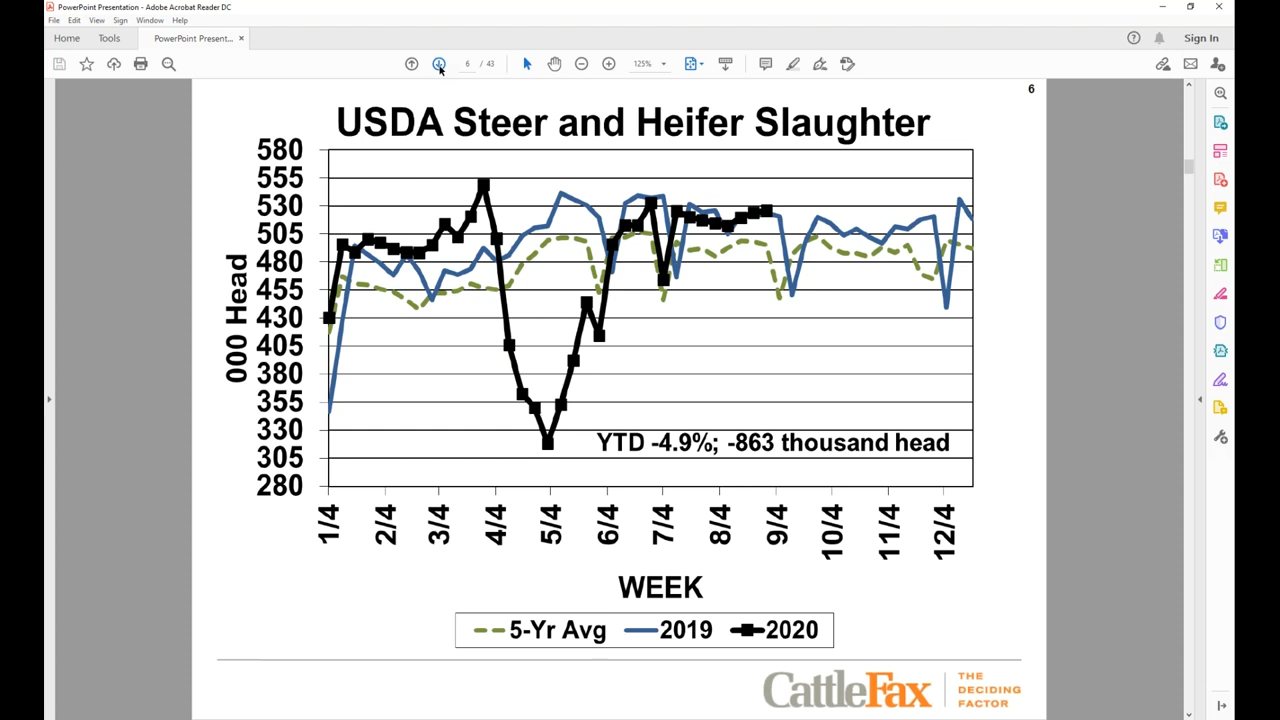 PowerPoint Presentation - Adobe Acrobat Reader DC
File Edit View Sign Window Help
Home Tools PowerPoint Present... × Sign In
6 / 43 125%
6
USDA Steer and Heifer Slaughter
580
555
530
505
480
455
430
405
380
355
330
305
280
000 Head
YTD -4.9%; -863 thousand head
1/4 2/4 3/4 4/4 5/4 6/4 7/4 8/4 9/4 10/4 11/4 12/4
WEEK
5-Yr Avg 2019 2020
CattleFax
THE
DECIDING
FACTOR